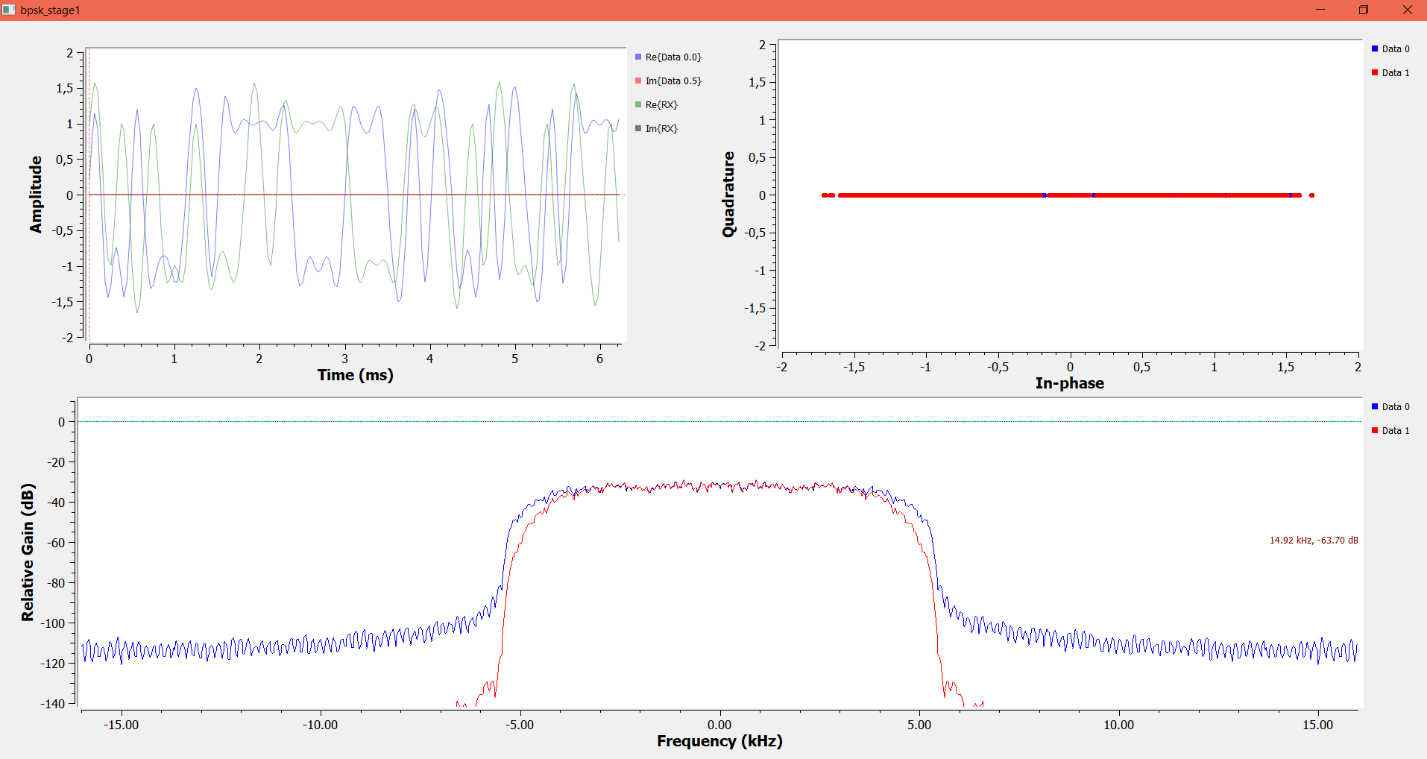 bpsk_stage1
Amplitude
2
1,5
1
0,5
0
-0,5
-1
-1,5
-2
0 1 2 3 4 5 6
Time (ms)
Re{Data 0.0}
Im{Data 0.5}
Re{RX}
Im{RX}
Quadrature
2
1,5
1
0,5
0
-0,5
-1
-1,5
-2
-2 -1,5 -1 -0,5 0 0,5 1 1,5 2
In-phase
Data 0
Data 1
Relative Gain (dB)
0
-20
-40
-60
-80
-100
-120
-140
14.92 kHz, -63.70 dB
-15.00 -10.00 -5.00 0.00 5.00 10.00 15.00
Frequency (kHz)
Data 0
Data 1